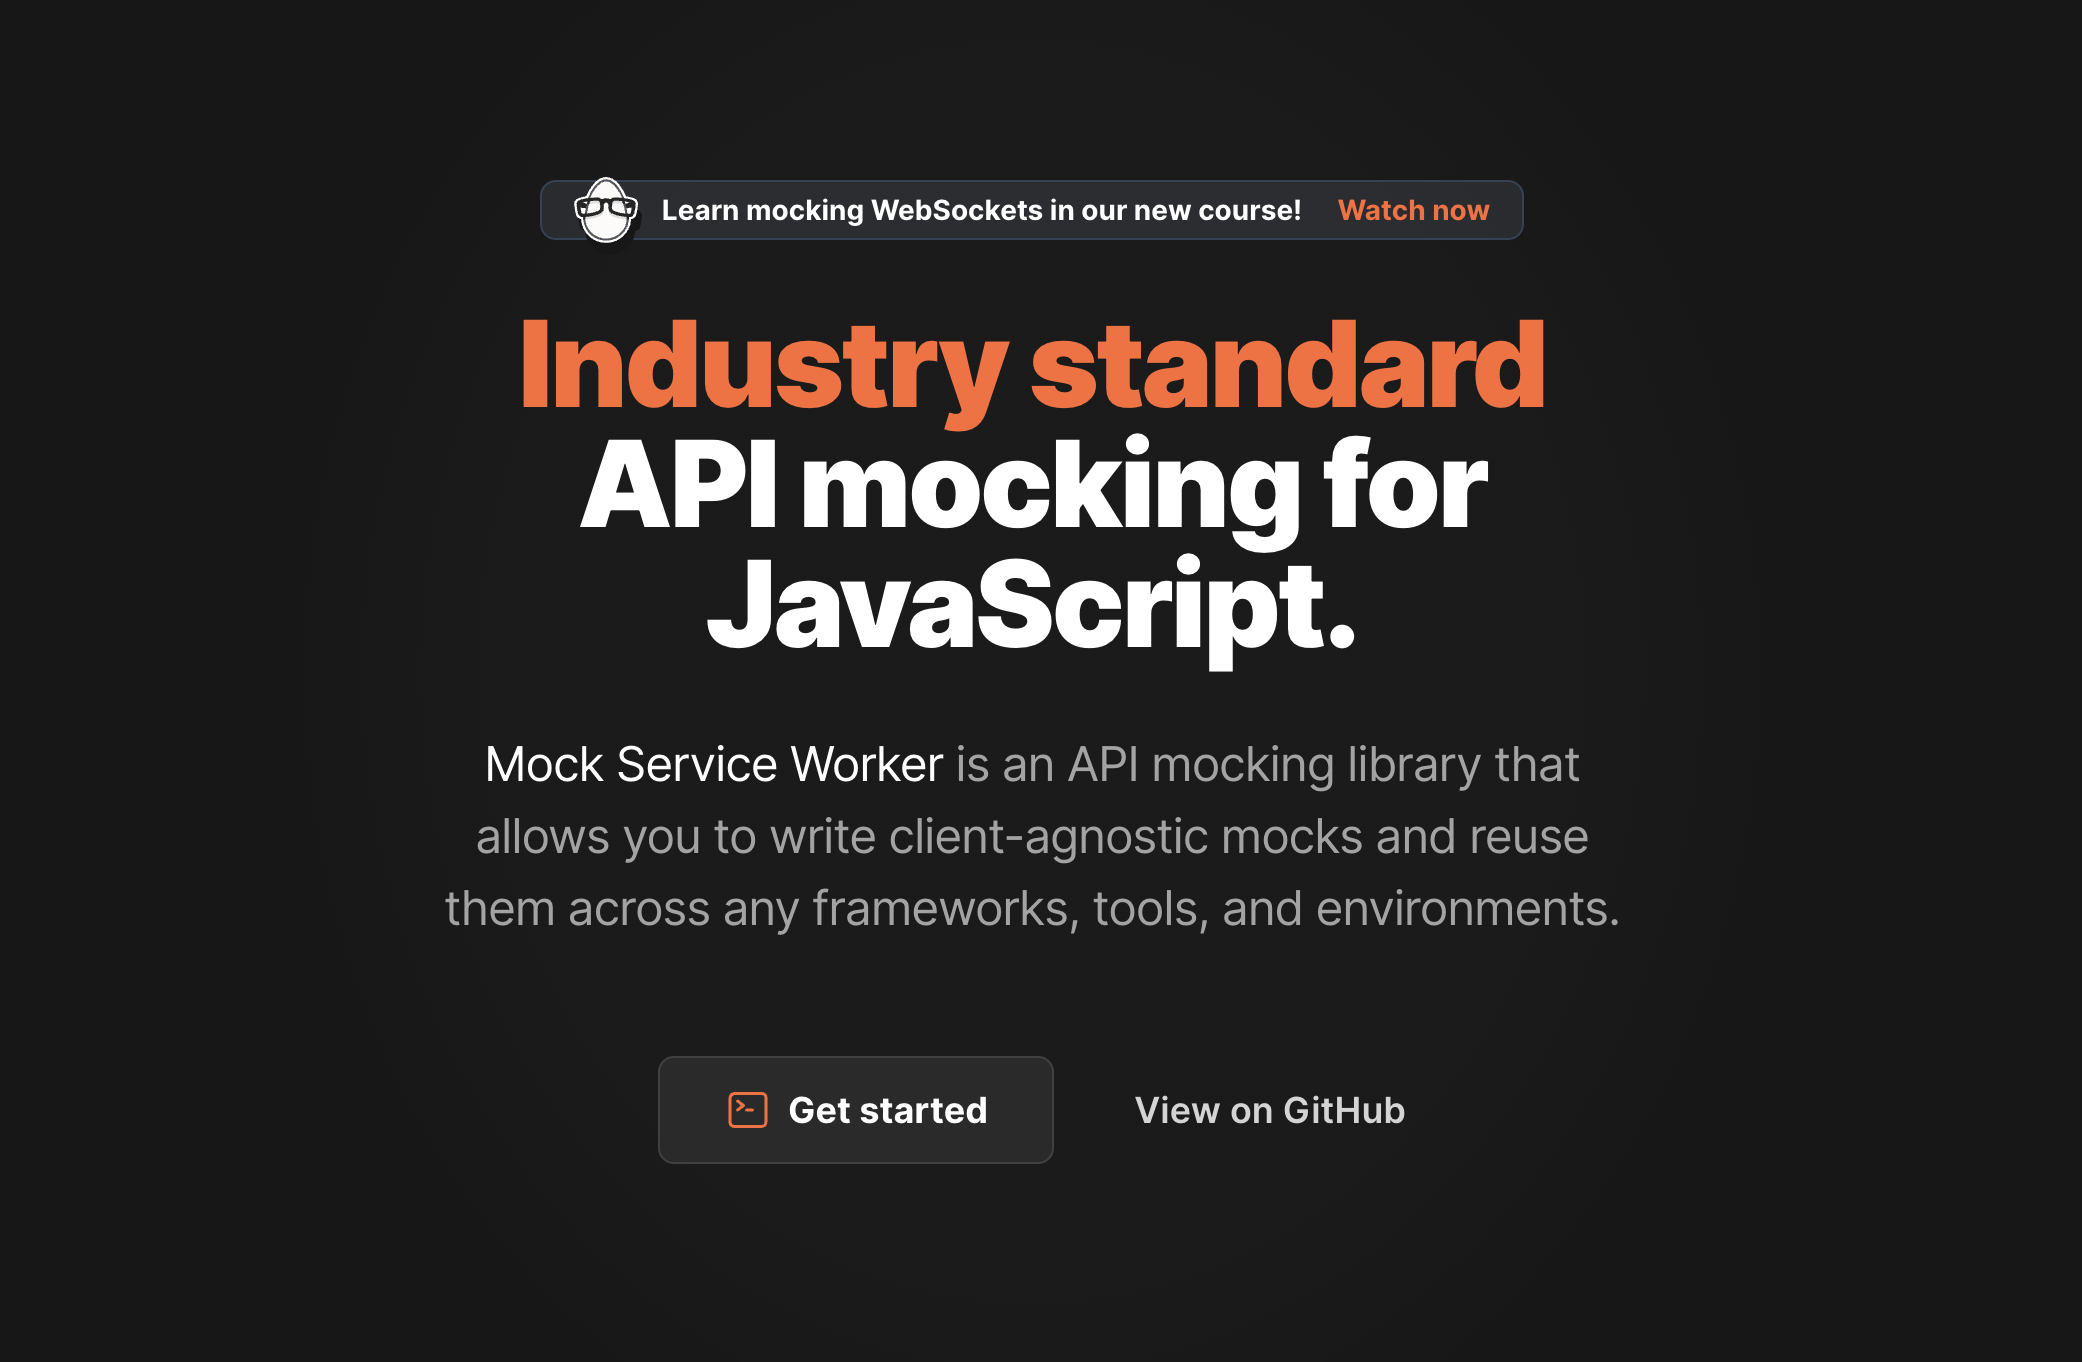 Learn mocking WebSockets in our new course! Watch now
Industry standard
API mocking for
JavaScript.
Mock Service Worker is an API mocking library that
allows you to write client-agnostic mocks and reuse
them across any frameworks, tools, and environments.
Get started
View on GitHub